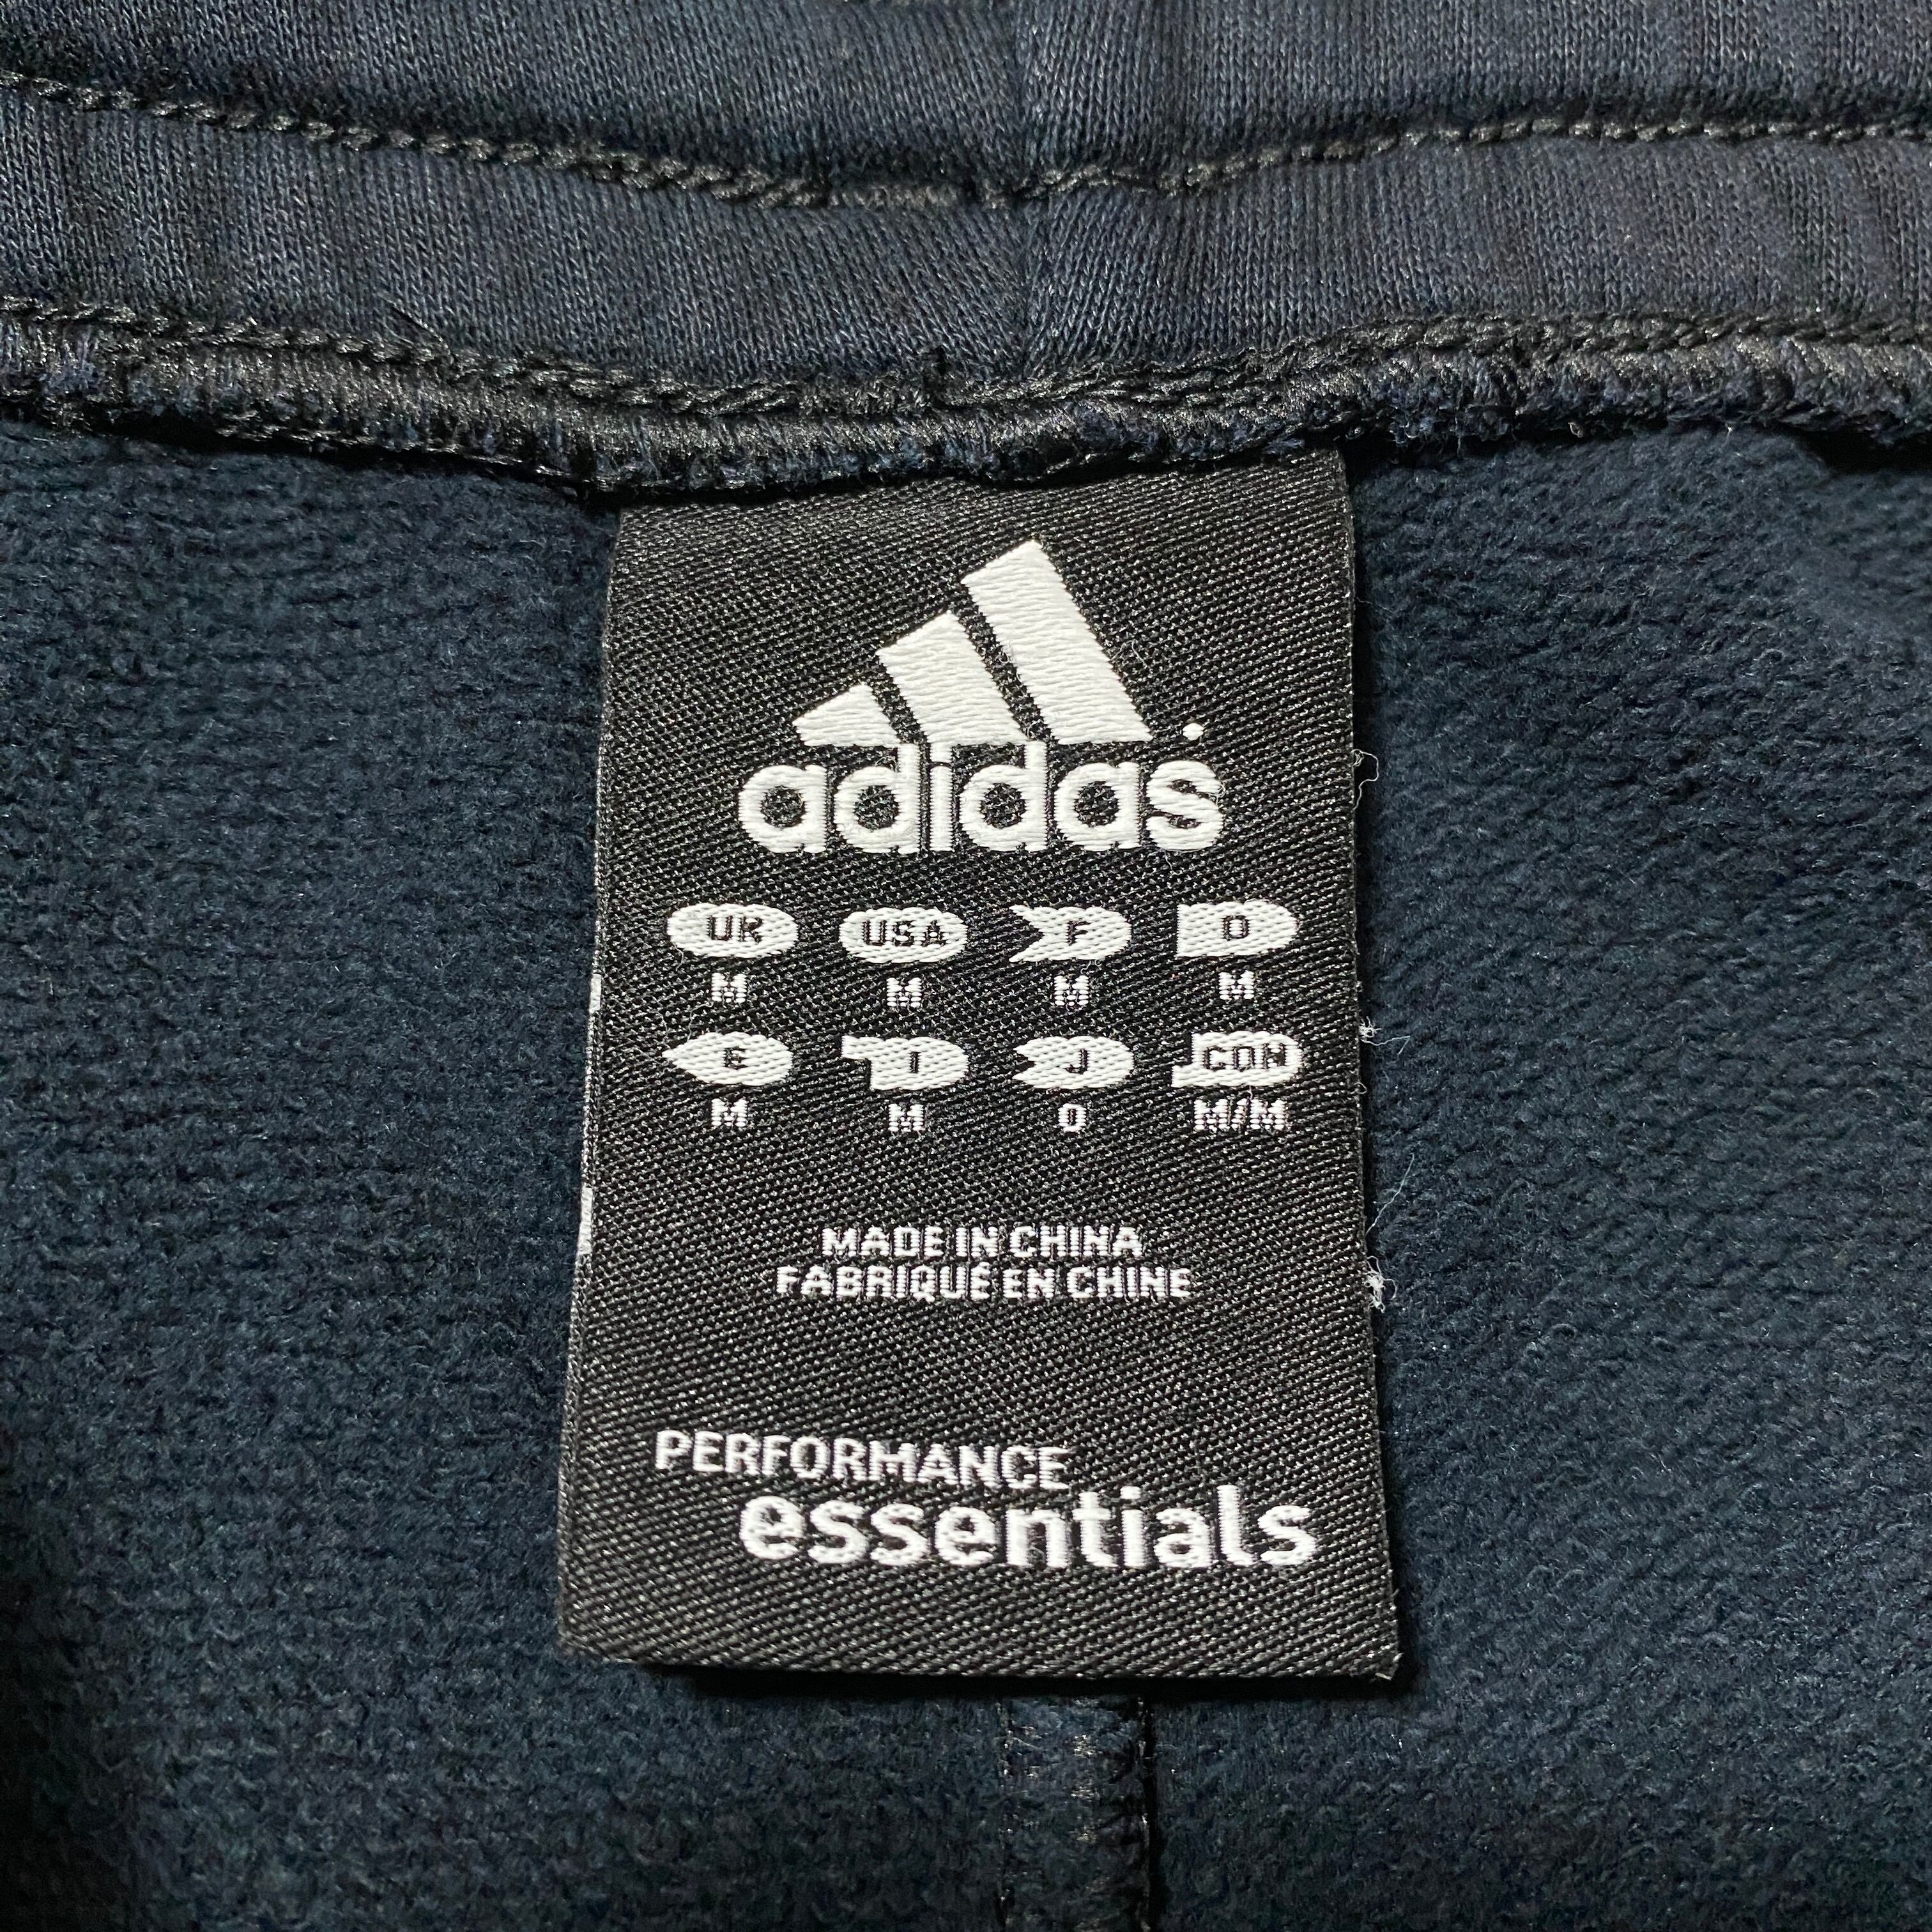 adidas
UK USA F D
M M M M
E I J CON
M M O M/M
MADE IN CHINA
FABRIQUÉ EN CHINE
PERFORMANCE
essentials